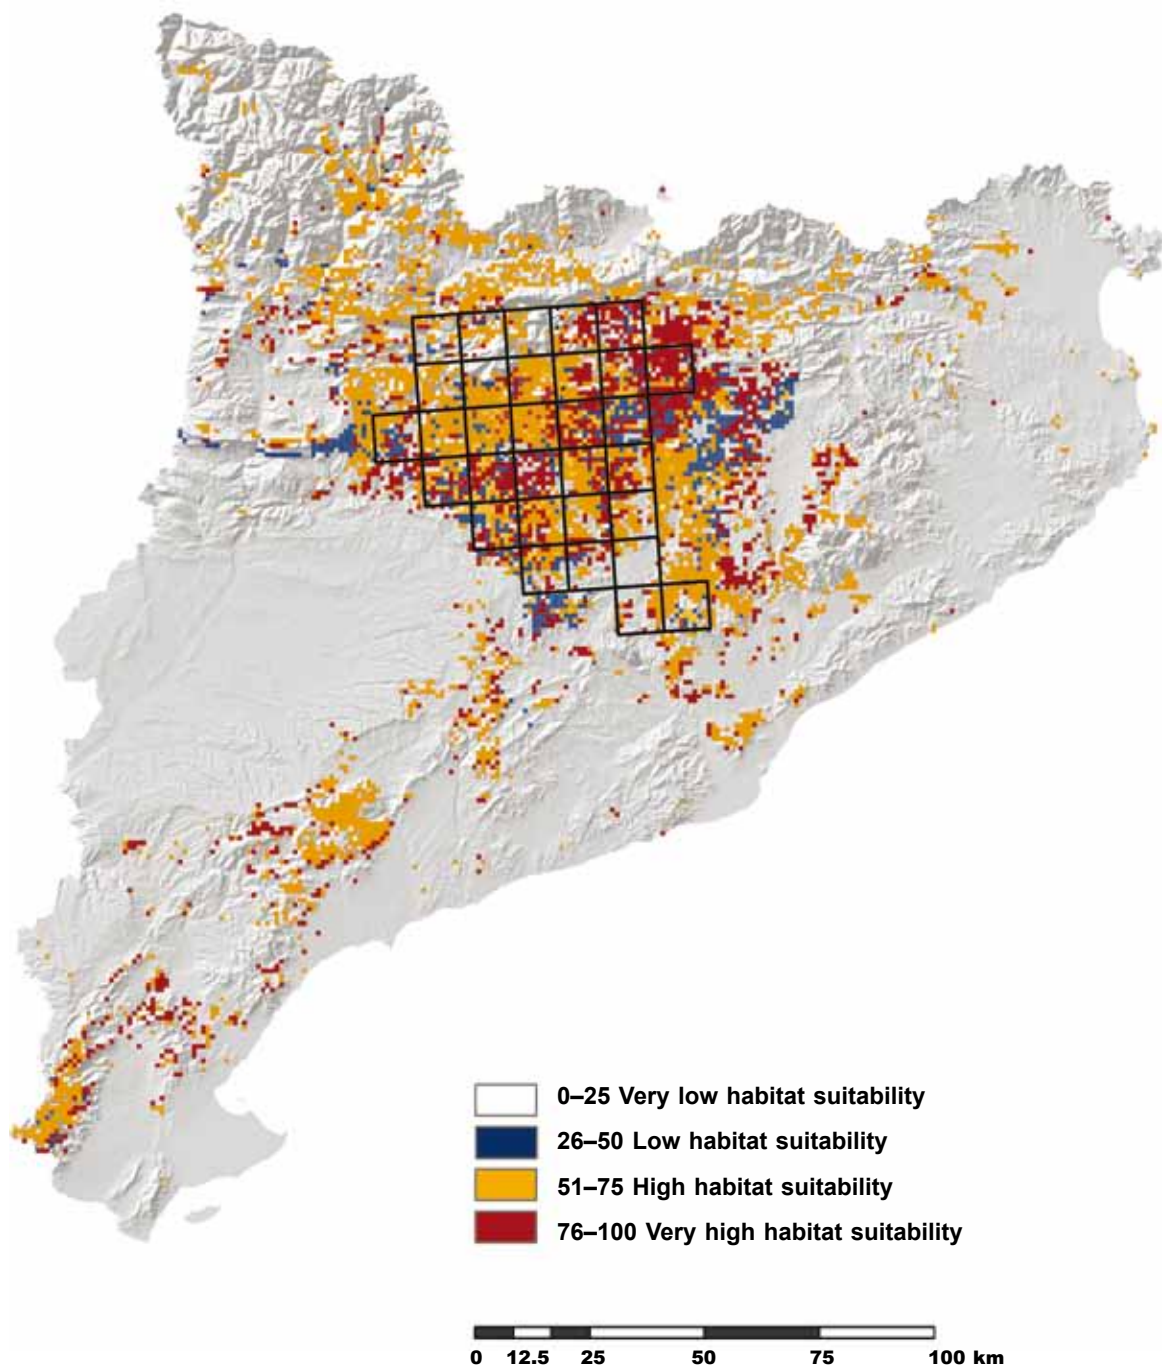 0–25 Very low habitat suitability
26–50 Low habitat suitability
51–75 High habitat suitability
76–100 Very high habitat suitability
0 12.5 25 50 75 100 km